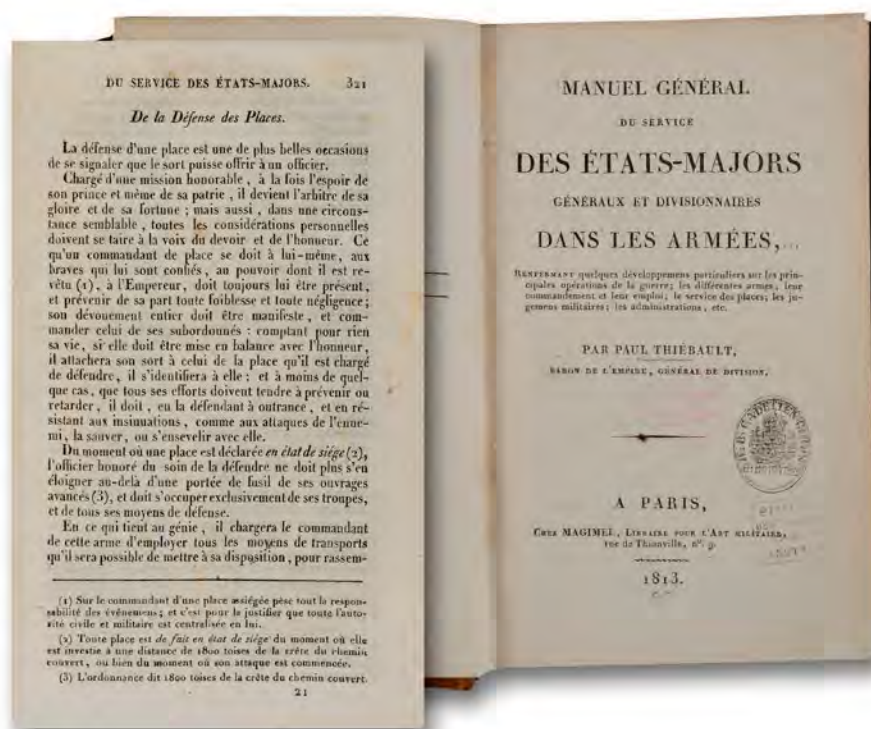 DU SERVICE DES ÉTATS-MAJORS. 321
De la Défense des Places.
La défense d'une place est une de plus belles occasions
de se signaler que le sort puisse offrir à un officier.
Chargé d'une mission honorable, à la fois l'espoir de
son prince et même de sa patrie, il devient l'arbitre de sa
gloire et de sa fortune; mais aussi, dans une circons-
tance semblable, toutes les considérations personnelles
doivent se taire à la voix du devoir et de l'honneur. Ce
qu'un commandant de place se doit à lui-même, aux
braves qui lui sont confiés, au pouvoir dont il est re-
vêtu (1), à l'Empereur, doit toujours lui être présent,
et prévenir de sa part toute foiblesse et toute négligence;
son dévouement entier doit être manifeste, et com-
mander celui de ses subordonnés : comptant pour rien
sa vie, si elle doit être mise en balance avec l'honneur,
il attachera son sort à celui de la place qu'il est chargé
de défendre, il s'identifiera à elle; et à moins de quel-
que cas, que tous ses efforts doivent tendre à prévenir ou
retarder, il doit, en la défendant à outrance, et en ré-
sistant aux insinuations, comme aux attaques de l'enne-
mi, la sauver, ou s'ensevelir avec elle.
Du moment où une place est déclarée en état de siége (2),
l'officier honoré du soin de la défendre ne doit plus s'en
éloigner au-delà d'une portée de fusil de ses ouvrages
avancés (3), et doit s'occuper exclusivement de ses troupes,
et de tous ses moyens de défense.
En ce qui tient au génie, il chargera le commandant
de cette arme d'employer tous les moyens de transports
qu'il sera possible de mettre à sa disposition, pour rassem-
(1) Sur le commandant d'une place assiégée pèse tout la respon-
sabilité des événemens; et c'est pour la justifier que toute l'auto-
rité civile et militaire est centralisée en lui.
(2) Toute place est de fait en état de siége du moment où elle
est investie à une distance de 1800 toises de la crête du chemin
couvert, ou bien du moment où son attaque est commencée.
(3) L'ordonnance dit 1800 toises de la crête du chemin couvert.
21
MANUEL GÉNÉRAL
DU SERVICE
DES ÉTATS-MAJORS
GÉNÉRAUX ET DIVISIONNAIRES
DANS LES ARMÉES,
RENFERMANT quelques développemens particuliers sur les prin-
cipales opérations de la guerre; les différentes armes, leur
commandement et leur emploi; le service des places; les ju-
gemens militaires; les administrations, etc.
PAR PAUL THIÉBAULT,
BARON DE L'EMPIRE, GÉNÉRAL DE DIVISION.
A PARIS,
CHEZ MAGIMEL, LIBRAIRE POUR L'ART MILITAIRE,
rue de Thionville, n°. 9.
1813.